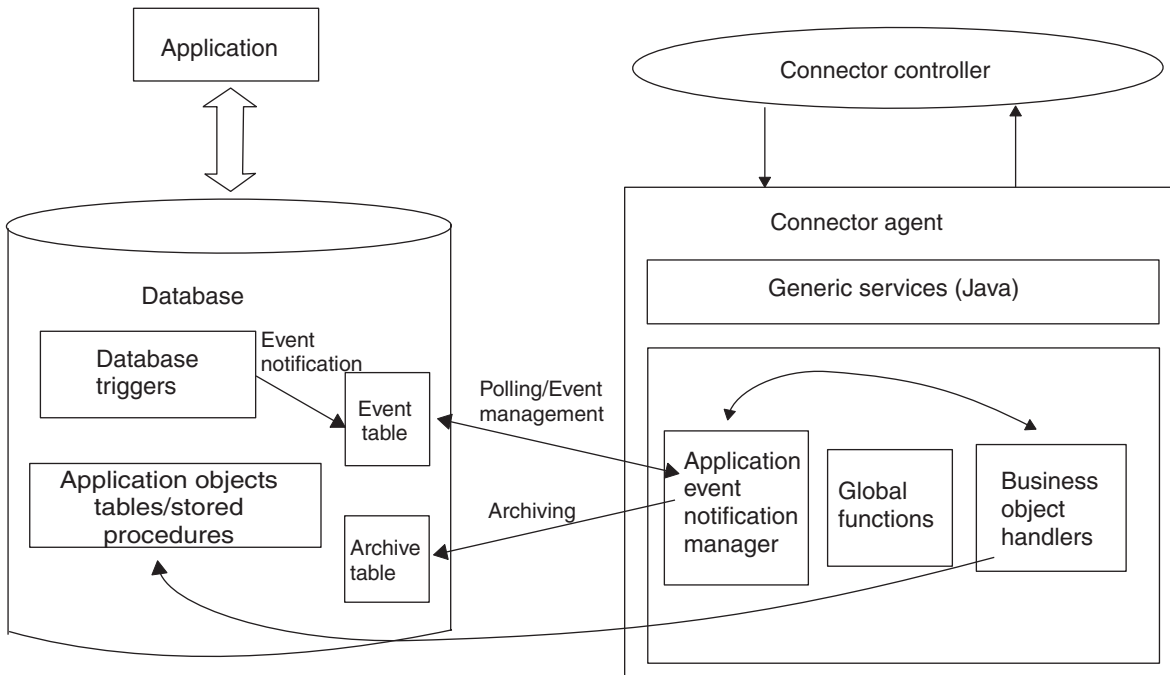 Application
Connector controller
Connector agent
Generic services (Java)
Database
Database
triggers
Event
notification
Event
table
Polling/Event
management
Application objects
tables/stored
procedures
Archiving
Archive
table
Application
event
notification
manager
Global
functions
Business
object
handlers